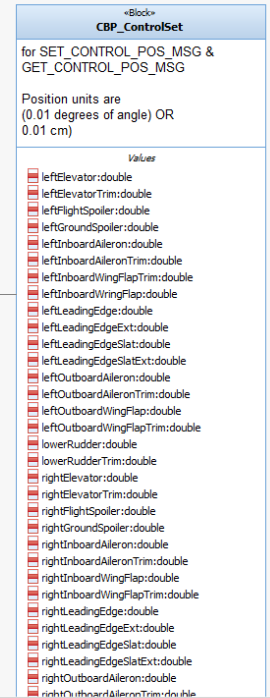 «Block»
CBP_ControlSet
for SET_CONTROL_POS_MSG &
GET_CONTROL_POS_MSG
Position units are
(0.01 degrees of angle) OR
0.01 cm)
Values
leftElevator:double
leftElevatorTrim:double
leftFlightSpoiler:double
leftGroundSpoiler:double
leftInboardAileron:double
leftInboardAileronTrim:double
leftInboardWingFlapTrim:double
leftInboardWringFlap:double
leftLeadingEdge:double
leftLeadingEdgeExt:double
leftLeadingEdgeSlat:double
leftLeadingEdgeSlatExt:double
leftOutboardAileron:double
leftOutboardAileronTrim:double
leftOutboardWingFlap:double
leftOutboardWingFlapTrim:double
lowerRudder:double
lowerRudderTrim:double
rightElevator:double
rightElevatorTrim:double
rightFlightSpoiler:double
rightGroundSpoiler:double
rightInboardAileron:double
rightInboardAileronTrim:double
rightInboardWingFlap:double
rightInboardWingFlapTrim:double
rightLeadingEdge:double
rightLeadingEdgeExt:double
rightLeadingEdgeSlat:double
rightLeadingEdgeSlatExt:double
rightOutboardAileron:double
rightOutboardAileronTrim:double